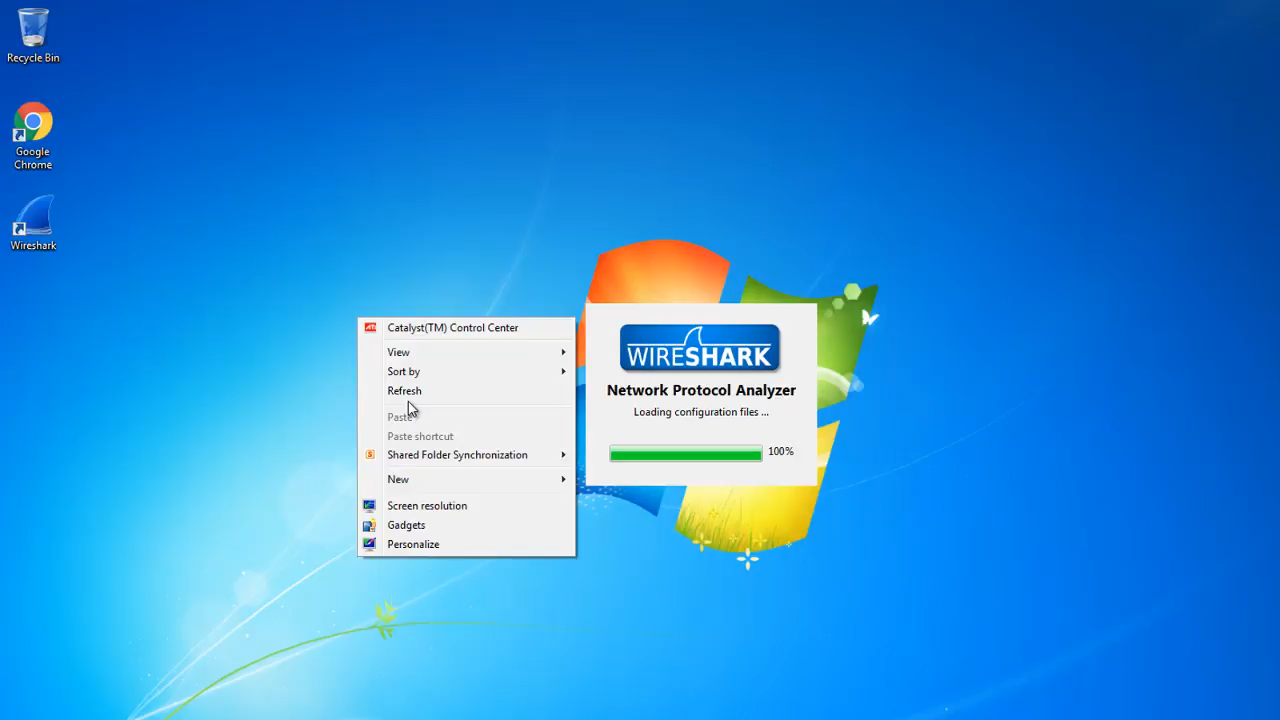 Recycle Bin
Google
Chrome
Wireshark
ATI
Catalyst(TM) Control Center
View
Sort by
Refresh
Paste
Paste shortcut
S
Shared Folder Synchronization
New
Screen resolution
Gadgets
Personalize
WIRESHARK
Network Protocol Analyzer
Loading configuration files ...
100%